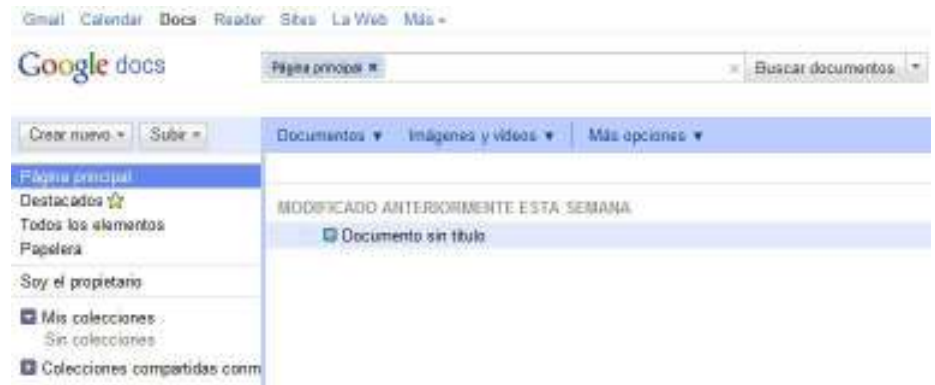 Gmail Calendar Docs Reader Sites La Web Más
Google docs
Página principal
Buscar documentos
Crear nuevo Subir
Documentos Imágenes y vídeos Más opciones
Página principal
Destacados
Todos los elementos
Papelera
Soy el propietario
Mis colecciones
Sin colecciones
Colecciones compartidas conm
MODIFICADO ANTERIORMENTE ESTA SEMANA
Documento sin título